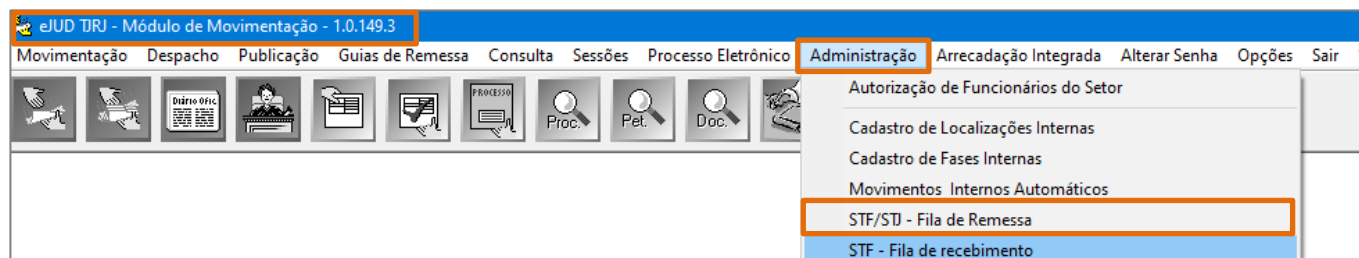 eJUD TJRJ - Módulo de Movimentação - 1.0.149.3
Movimentação Despacho Publicação Guias de Remessa Consulta Sessões Processo Eletrônico Administração Arrecadação Integrada Alterar Senha Opções Sair
Diário Ofic.
PROCESSO
Proc.
Pet.
Doc.
Autorização de Funcionários do Setor
Cadastro de Localizações Internas
Cadastro de Fases Internas
Movimentos Internos Automáticos
STF/STJ - Fila de Remessa
STF - Fila de recebimento